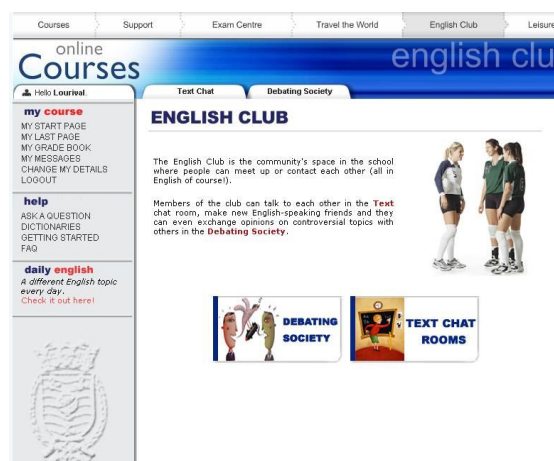 Courses
Support
Exam Centre
Travel the World
English Club
Leisure
online
Courses
english clu
Hello Lourival.
Text Chat
Debating Society
my course
MY START PAGE
MY LAST PAGE
MY GRADE BOOK
MY MESSAGES
CHANGE MY DETAILS
LOGOUT
help
ASK A QUESTION
DICTIONARIES
GETTING STARTED
FAQ
daily english
A different English topic
every day.
Check it out here!
ENGLISH CLUB
The English Club is the community's space in the school
where people can meet up or contact each other (all in
English of course!).
Members of the club can talk to each other in the Text
chat room, make new English-speaking friends and they
can even exchange opinions on controversial topics with
others in the Debating Society.
DEBATING
SOCIETY
TEXT CHAT
ROOMS